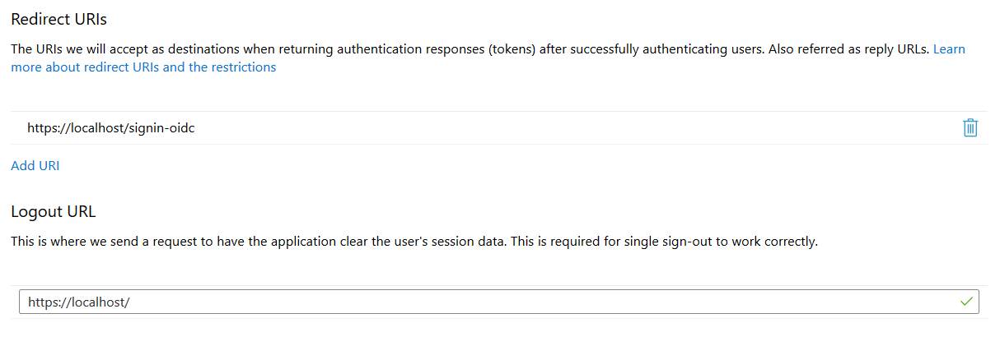 Redirect URIs
The URIs we will accept as destinations when returning authentication responses (tokens) after successfully authenticating users. Also referred as reply URLs. Learn
more about redirect URIs and the restrictions
https://localhost/signin-oidc
Add URI
Logout URL
This is where we send a request to have the application clear the user's session data. This is required for single sign-out to work correctly.
https://localhost/